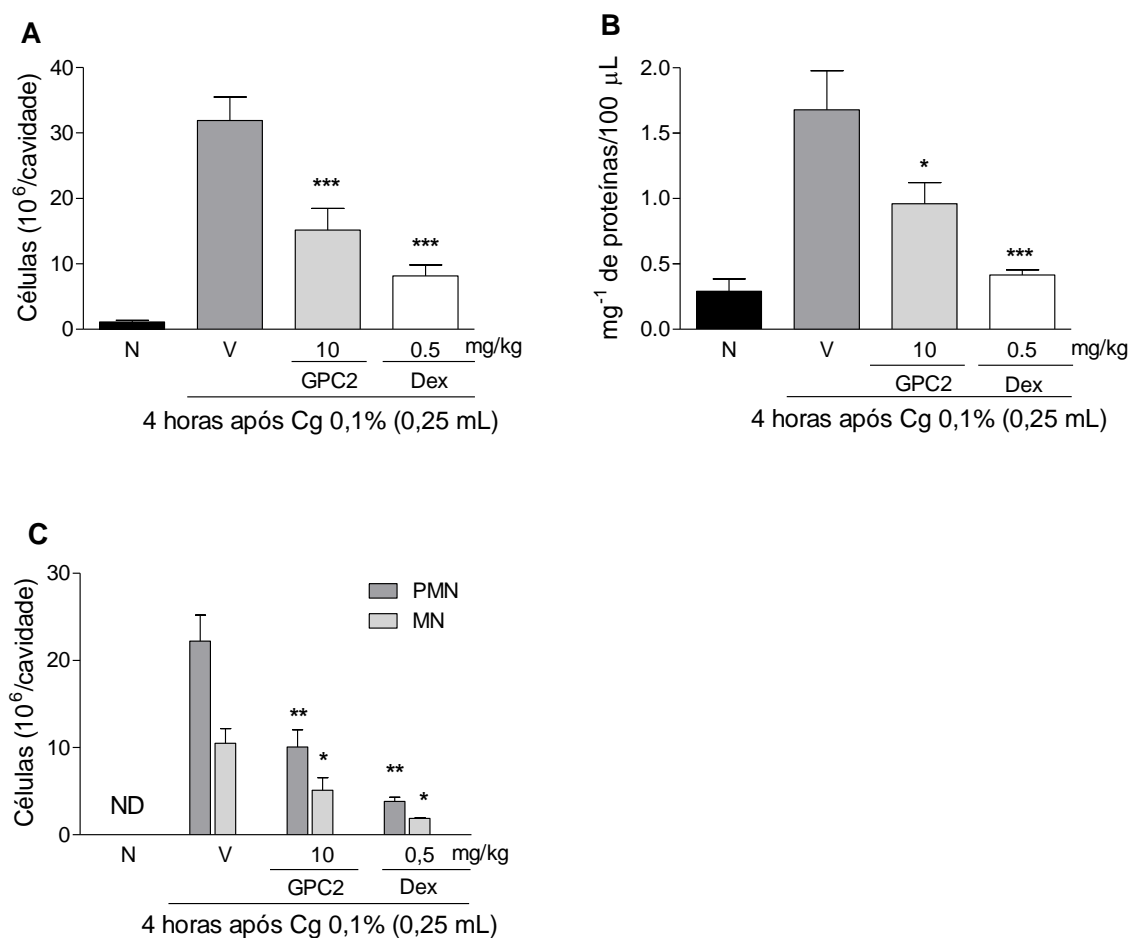 A
Células (10⁶/cavidade)
40
30
20
10
0
***
***
N
V
10
0.5
mg/kg
GPC2
Dex
4 horas após Cg 0,1% (0,25 mL)
B
mg⁻¹ de proteínas/100 µL
2.0
1.5
1.0
0.5
0.0
*
***
N
V
10
0.5
mg/kg
GPC2
Dex
4 horas após Cg 0,1% (0,25 mL)
C
Células (10⁶/cavidade)
30
20
10
0
PMN
MN
**
*
**
*
ND
N
V
10
0,5
mg/kg
GPC2
Dex
4 horas após Cg 0,1% (0,25 mL)